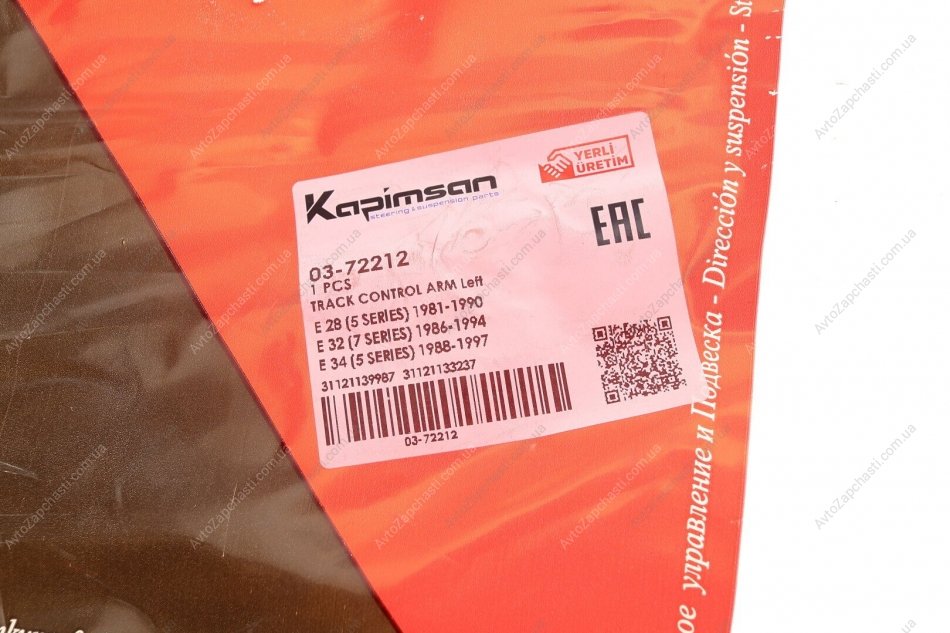 Kapimsan
steering & suspension parts
YERLİ
ÜRETİM
EAC
03-72212
1 PCS
TRACK CONTROL ARM Left
E 28 (5 SERIES) 1981-1990
E 32 (7 SERIES) 1986-1994
E 34 (5 SERIES) 1988-1997
31121139987 31121133237
03-72212
ое управление и Подвеска - Dirección y suspensión - St
AvtoZapchasti.com.ua